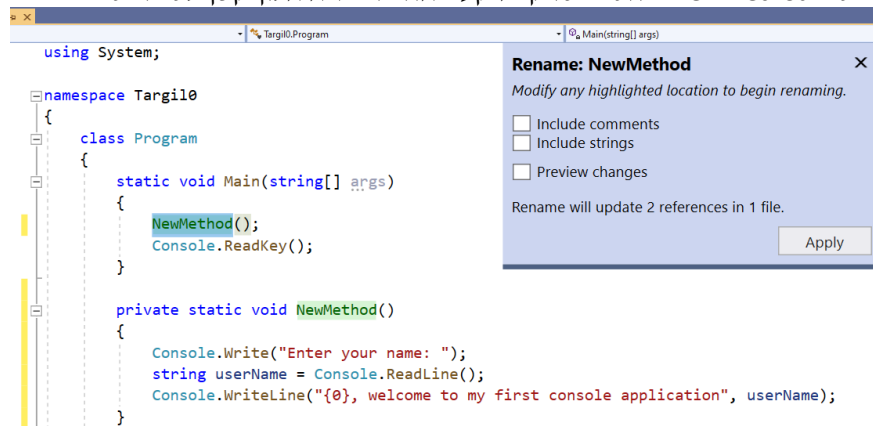 Targil0.Program
Main(string[] args)
using System;
namespace Targil0
{
class Program
{
static void Main(string[] args)
{
NewMethod();
Console.ReadKey();
}
private static void NewMethod()
{
Console.Write("Enter your name: ");
string userName = Console.ReadLine();
Console.WriteLine("{0}, welcome to my first console application", userName);
}
Rename: NewMethod
Modify any highlighted location to begin renaming.
Include comments
Include strings
Preview changes
Rename will update 2 references in 1 file.
Apply